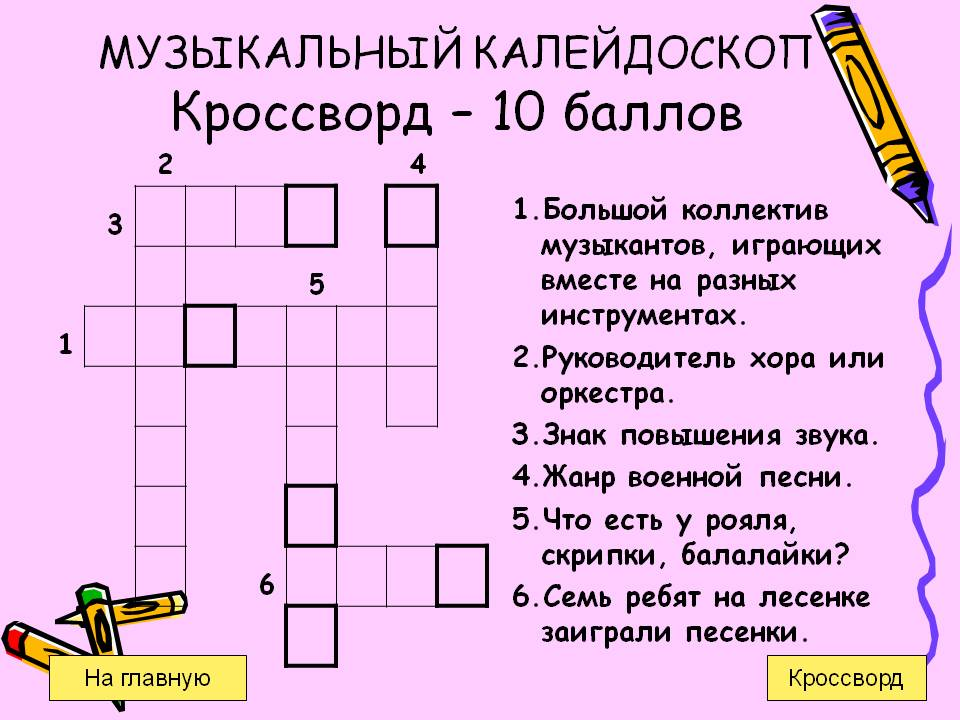 МУЗЫКАЛЬНЫЙ КАЛЕЙДОСКОП
Кроссворд – 10 баллов
2
4
3
5
1
6
1.Большой коллектив
музыкантов, играющих
вместе на разных
инструментах.
2.Руководитель хора или
оркестра.
3.Знак повышения звука.
4.Жанр военной песни.
5.Что есть у рояля,
скрипки, балалайки?
6.Семь ребят на лесенке
заиграли песенки.
На главную
Кроссворд